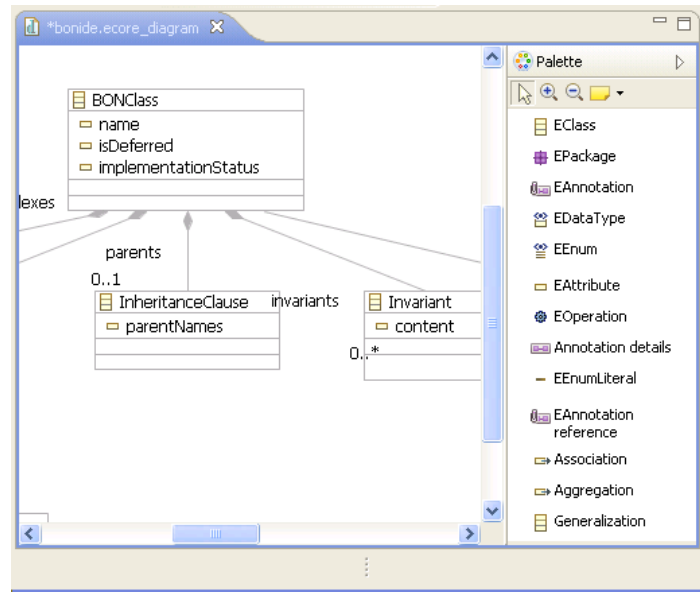 *bonide.ecore_diagram
BONClass
name
isDeferred
implementationStatus
lexes
parents
0..1
InheritanceClause
parentNames
invariants
Invariant
content
0..*
Palette
EClass
EPackage
EAnnotation
EDataType
EEnum
EAttribute
EOperation
Annotation details
EEnumLiteral
EAnnotation
reference
Association
Aggregation
Generalization